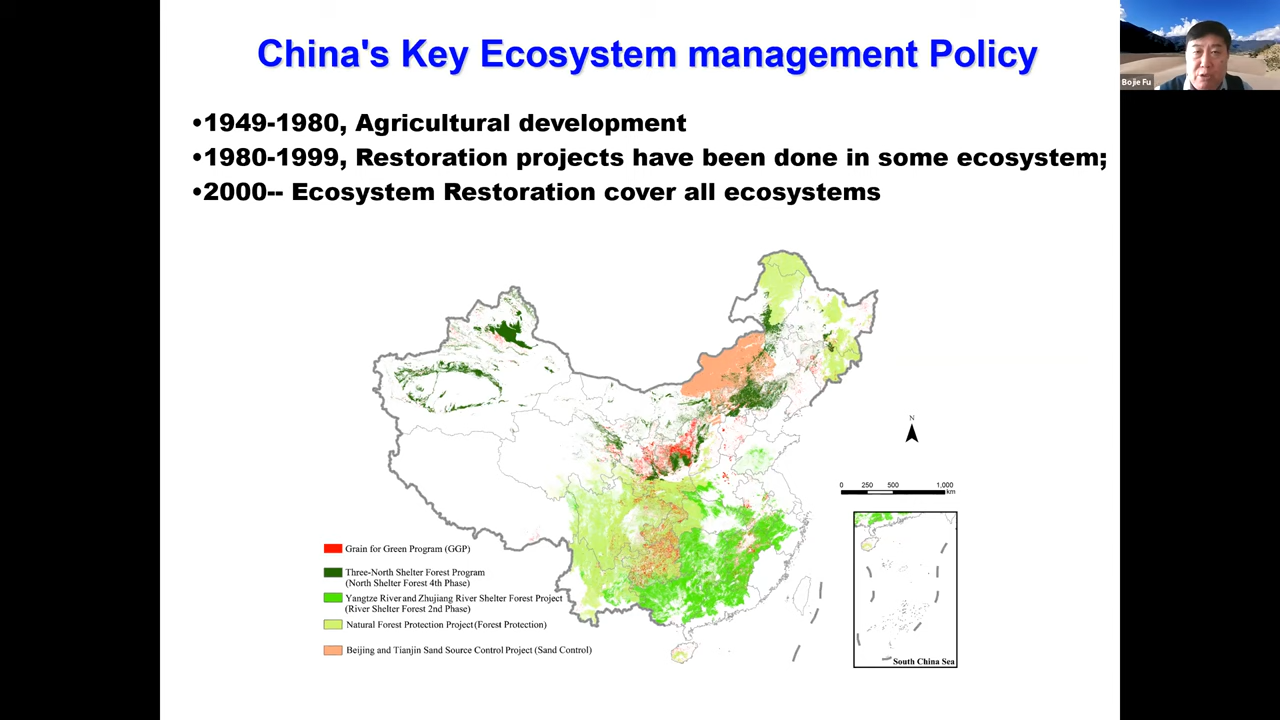 China's Key Ecosystem management Policy
Bojie Fu
•1949-1980, Agricultural development
•1980-1999, Restoration projects have been done in some ecosystem;
•2000-- Ecosystem Restoration cover all ecosystems
N
0 250 500 1,000
km
Grain for Green Program (GGP)
Three-North Shelter Forest Program
(North Shelter Forest 4th Phase)
Yangtze River and Zhujiang River Shelter Forest Project
(River Shelter Forest 2nd Phase)
Natural Forest Protection Project (Forest Protection)
Beijing and Tianjin Sand Source Control Project (Sand Control)
South China Sea